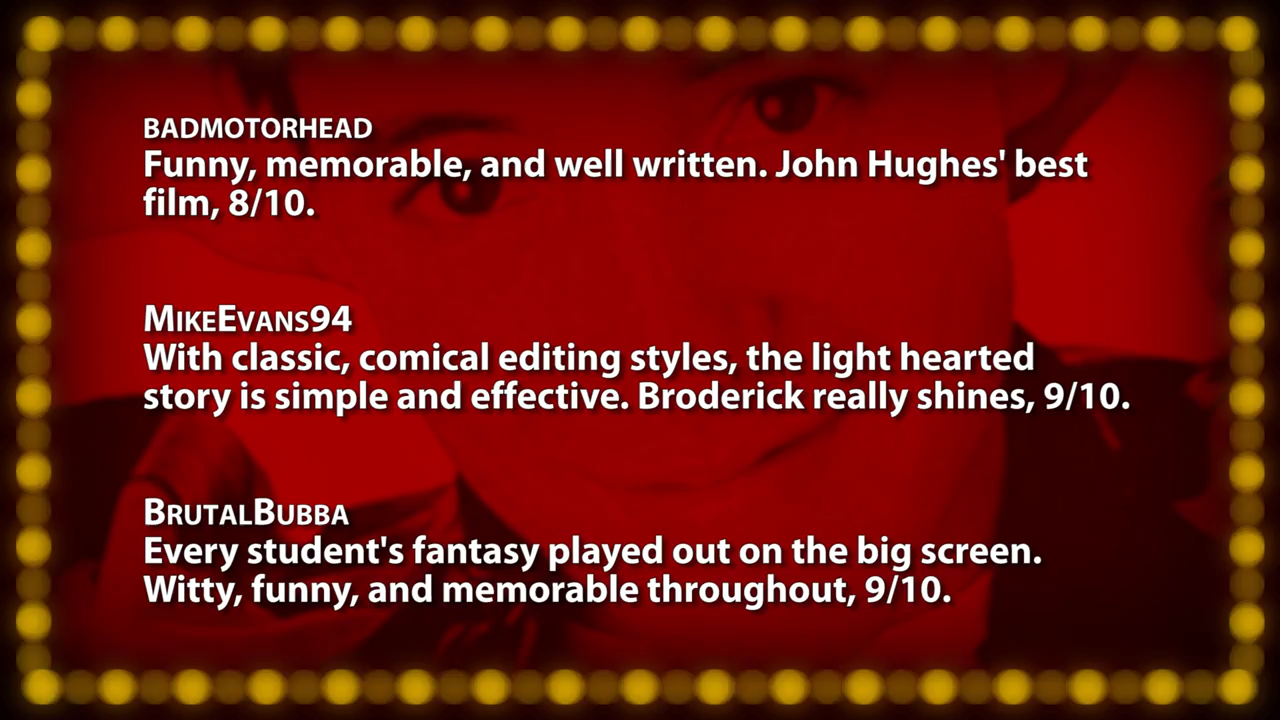 BADMOTORHEAD
Funny, memorable, and well written. John Hughes' best
film, 8/10.
MIKEEVANS94
With classic, comical editing styles, the light hearted
story is simple and effective. Broderick really shines, 9/10.
BRUTALBUBBA
Every student's fantasy played out on the big screen.
Witty, funny, and memorable throughout, 9/10.